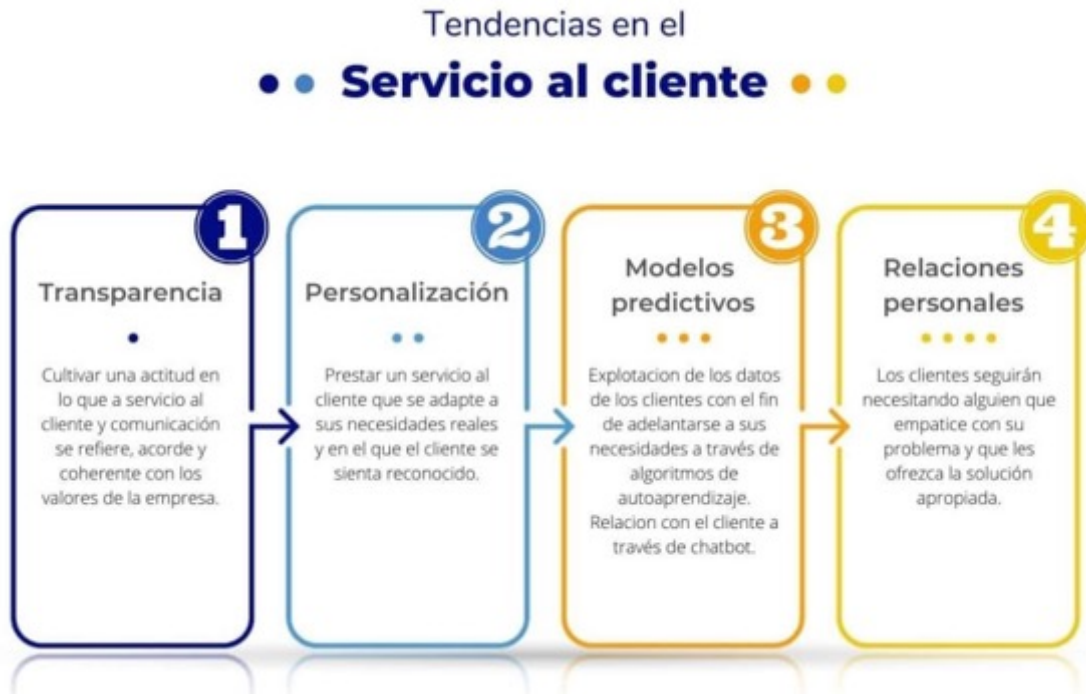 Tendencias en el
Servicio al cliente
1
Transparencia
Cultivar una actitud en
lo que a servicio al
cliente y comunicación
se refiere, acorde y
coherente con los
valores de la empresa.
2
Personalización
Prestar un servicio al
cliente que se adapte a
sus necesidades reales
y en el que el cliente se
sienta reconocido.
3
Modelos
predictivos
Explotacion de los datos
de los clientes con el fin
de adelantarse a sus
necesidades a través de
algoritmos de
autoaprendizaje.
Relacion con el cliente a
través de chatbot.
4
Relaciones
personales
Los clientes seguirán
necesitando alguien que
empatice con su
problema y que les
ofrezca la solución
apropiada.